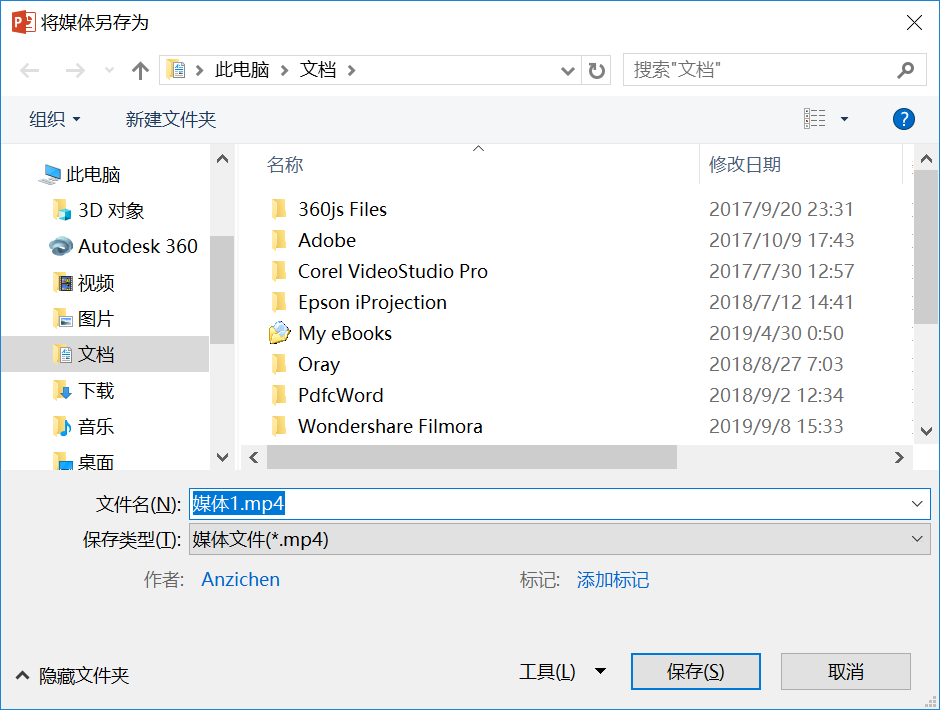 将媒体另存为
此电脑 文档
搜索"文档"
组织 新建文件夹
名称 修改日期
此电脑
3D 对象
Autodesk 360
视频
图片
文档
下载
音乐
桌面
360js Files 2017/9/20 23:31
Adobe 2017/10/9 17:43
Corel VideoStudio Pro 2017/7/30 12:57
Epson iProjection 2018/7/12 14:41
My eBooks 2019/4/30 0:50
Oray 2018/8/27 7:03
PdfcWord 2018/9/2 12:34
Wondershare Filmora 2019/9/8 15:33
文件名(N): 媒体1.mp4
保存类型(T): 媒体文件(*.mp4)
作者: Anzichen 标记: 添加标记
隐藏文件夹 工具(L) 保存(S) 取消